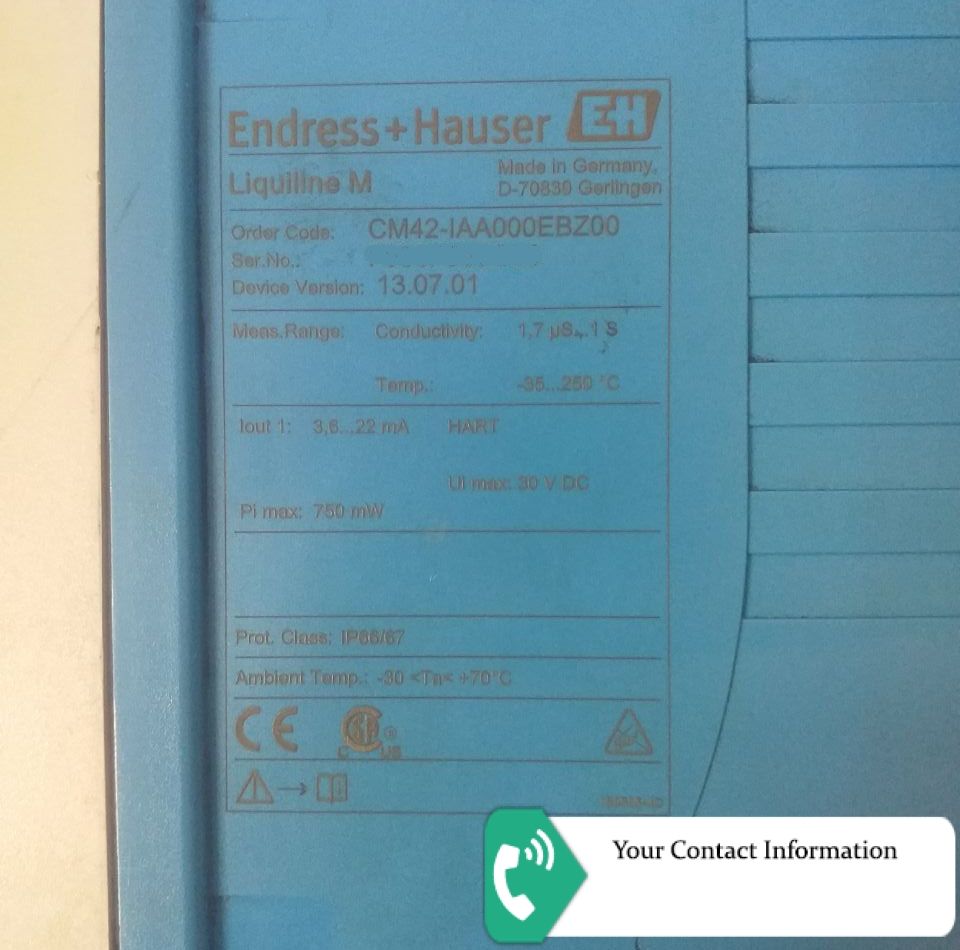 Endress+Hauser EH
Liquiline M
Made in Germany,
D-70839 Gerlingen
Order Code: CM42-IAA000EBZ00
Ser.No.:
Device Version: 13.07.01
Meas.Range: Conductivity: 1,7 µS...1 S
Temp.: -35...250 °C
Iout 1: 3,6...22 mA HART
Ui max: 30 V DC
Pi max: 750 mW
Prot. Class: IP66/67
Ambient Temp.: -30 <Ta< +70°C
CE
C US
Your Contact Information